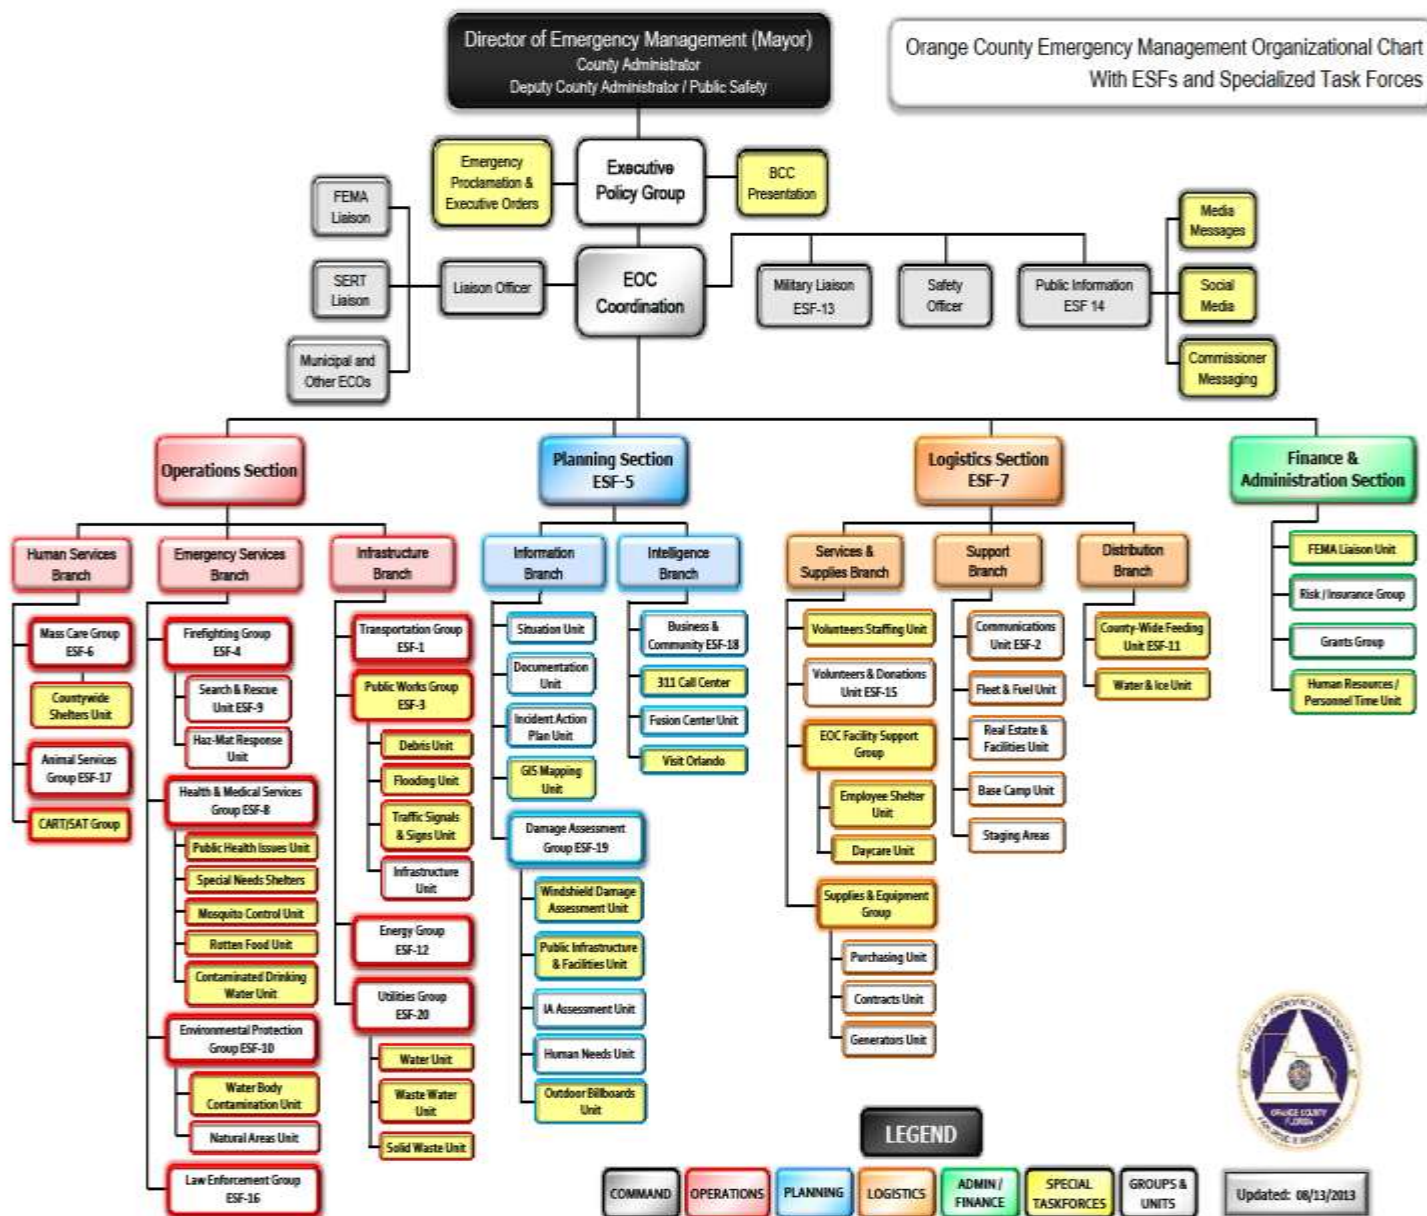 Director of Emergency Management (Mayor)
County Administrator
Deputy County Administrator / Public Safety
Orange County Emergency Management Organizational Chart
With ESFs and Specialized Task Forces
Emergency
Proclamation &
Executive Orders
Executive
Policy Group
BCC
Presentation
FEMA
Liaison
SERT
Liaison
Municipal and
Other ECOs
Liaison Officer
EOC
Coordination
Military Liaison
ESF-13
Safety
Officer
Public Information
ESF 14
Media
Messages
Social
Media
Commissioner
Messaging
Operations Section
Planning Section
ESF-5
Logistics Section
ESF-7
Finance &
Administration Section
Human Services
Branch
Mass Care Group
ESF-6
Countywide
Shelters Unit
Animal Services
Group ESF-17
CART/SAT Group
Emergency Services
Branch
Firefighting Group
ESF-4
Search & Rescue
Unit ESF-9
Haz-Mat Response
Unit
Health & Medical Services
Group ESF-8
Public Health Issues Unit
Special Needs Shelters
Mosquito Control Unit
Rotten Food Unit
Contaminated Drinking
Water Unit
Environmental Protection
Group ESF-10
Water Body
Contamination Unit
Natural Areas Unit
Law Enforcement Group
ESF-16
Infrastructure
Branch
Transportation Group
ESF-1
Public Works Group
ESF-3
Debris Unit
Flooding Unit
Traffic Signals
& Signs Unit
Infrastructure
Unit
Energy Group
ESF-12
Utilities Group
ESF-20
Water Unit
Waste Water
Unit
Solid Waste Unit
Information
Branch
Situation Unit
Documentation
Unit
Incident Action
Plan Unit
GIS Mapping
Unit
Damage Assessment
Group ESF-19
Windshield Damage
Assessment Unit
Public Infrastructure
& Facilities Unit
IA Assessment Unit
Human Needs Unit
Outdoor Billboards
Unit
Intelligence
Branch
Business &
Community ESF-18
311 Call Center
Fusion Center Unit
Visit Orlando
Services &
Supplies Branch
Volunteers Staffing Unit
Volunteers & Donations
Unit ESF-15
EOC Facility Support
Group
Employee Shelter
Unit
Daycare Unit
Supplies & Equipment
Group
Purchasing Unit
Contracts Unit
Generators Unit
Support
Branch
Communications
Unit ESF-2
Fleet & Fuel Unit
Real Estate &
Facilities Unit
Base Camp Unit
Staging Areas
Distribution
Branch
County-Wide Feeding
Unit ESF-11
Water & Ice Unit
FEMA Liaison Unit
Risk / Insurance Group
Grants Group
Human Resources /
Personnel Time Unit
OFFICE OF EMERGENCY MANAGEMENT
ORANGE COUNTY
FLORIDA
LEGEND
COMMAND
OPERATIONS
PLANNING
LOGISTICS
ADMIN /
FINANCE
SPECIAL
TASKFORCES
GROUPS &
UNITS
Updated: 08/13/2013